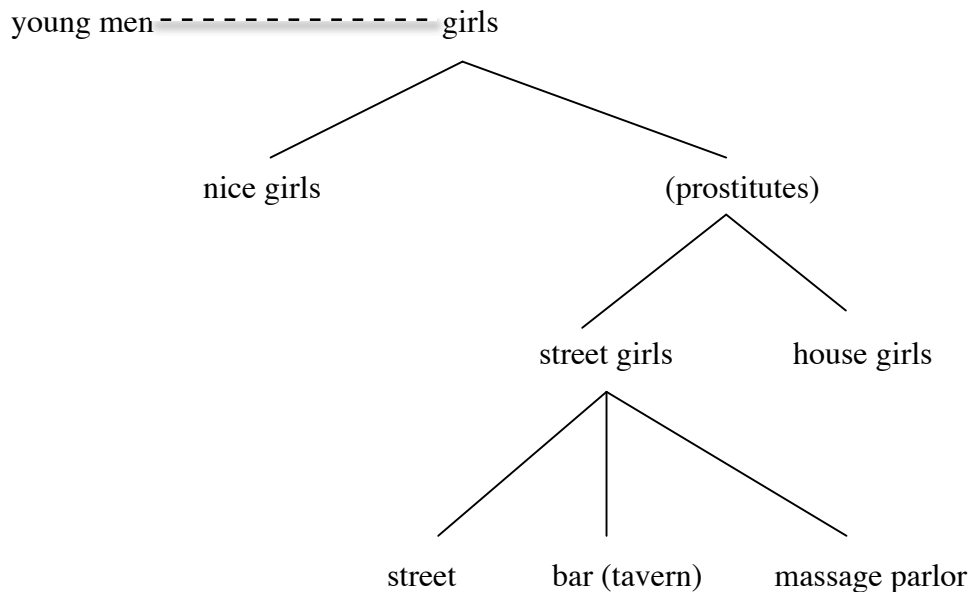 young men girls
nice girls (prostitutes)
street girls house girls
street bar (tavern) massage parlor